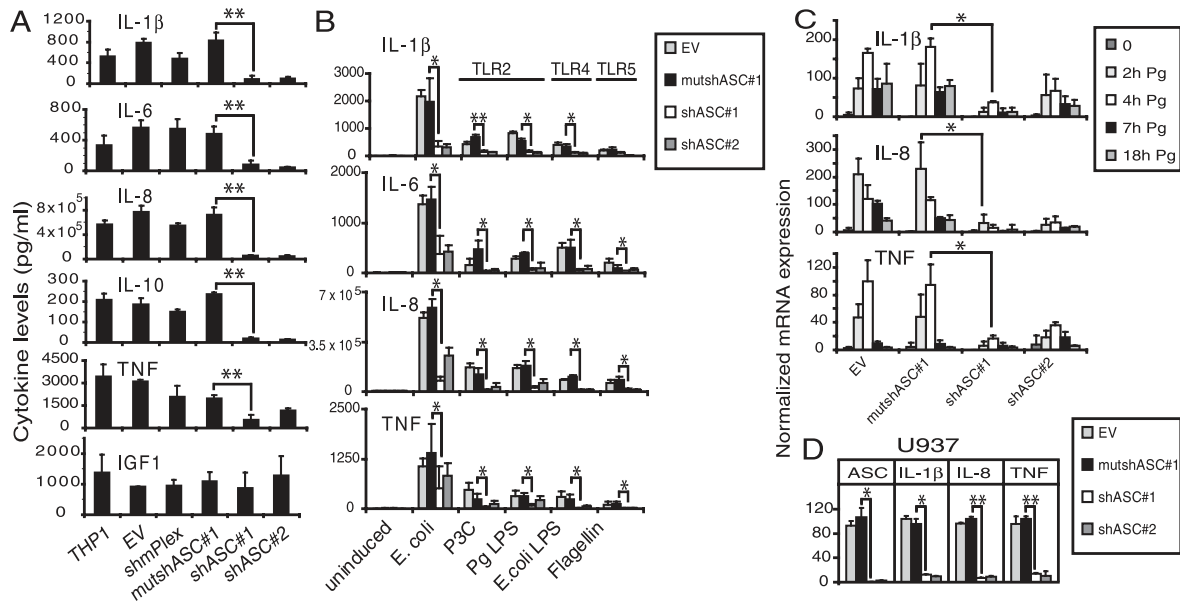 A
Cytokine levels (pg/ml)
IL-1β
1200
800
400
0
**
IL-6
800
400
0
**
IL-8
8 x 10⁵
4 x 10⁵
0
**
IL-10
300
200
100
0
**
TNF
4500
3000
1500
0
**
IGF1
2000
1000
0
THP1
EV
shmPlex
mutshASC#1
shASC#1
shASC#2
B
EV
mutshASC#1
shASC#1
shASC#2
TLR2 TLR4 TLR5
IL-1β
3000
2000
1000
0
* ** * *
IL-6
2000
1000
0
* * * * *
IL-8
7 x 10⁵
3.5 x 10⁵
0
* * * * *
TNF
2500
1250
0
* * * * *
uninduced
E. coli
P3C
Pg LPS
E.coli LPS
Flagellin
C
Normalized mRNA expression
0
2h Pg
4h Pg
7h Pg
18h Pg
IL-1β
200
100
0
*
IL-8
400
200
0
*
TNF
120
80
40
0
*
EV
mutshASC#1
shASC#1
shASC#2
D
U937
EV
mutshASC#1
shASC#1
shASC#2
ASC IL-1β IL-8 TNF
120
80
40
0
* * ** **